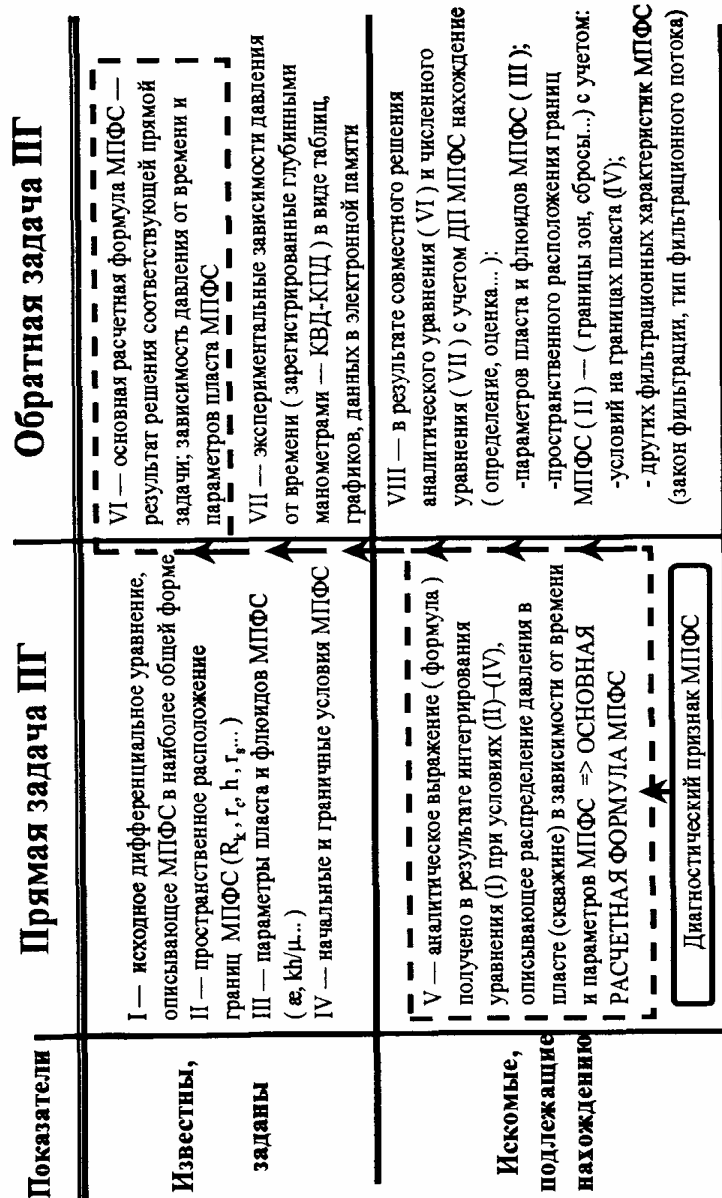 Показатели
Прямая задача ПГ
Обратная задача ПГ
Известны,
заданы
I — исходное дифференциальное уравнение,
описывающее МПФС в наиболее общей форме
II — пространственное расположение
границ МПФС (Rk, rc, h, rs...)
III — параметры пласта и флюидов МПФС
( æ, kh/μ...)
IV — начальные и граничные условия МПФС
VI — основная расчетная формула МПФС —
результат решения соответствующей прямой
задачи; зависимость давления от времени и
параметров пласта МПФС
VII — экспериментальные зависимости давления
от времени ( зарегистрированные глубинными
манометрами — КВД-КПД ) в виде таблиц,
графиков, данных в электронной памяти
Искомые,
подлежащие
нахождению
V — аналитическое выражение ( формула )
получено в результате интегрирования
уравнения (I) при условиях (II)–(IV),
описывающее распределение давления в
пласте (скважине) в зависимости от времени
и параметров МПФС => ОСНОВНАЯ
РАСЧЕТНАЯ ФОРМУЛА МПФС
Диагностический признак МПФС
VIII — в результате совместного решения
аналитического уравнения ( VI ) и численного
уравнения ( VII ) с учетом ДП МПФС нахождение
( определение, оценка... ):
-параметров пласта и флюидов МПФС ( III );
-пространственного расположения границ
МПФС ( II ) — ( границы зон, сбросы...) с учетом:
-условий на границах пласта (IV);
- других фильтрационных характеристик МПФС
(закон фильтрации, тип фильтрационного потока)